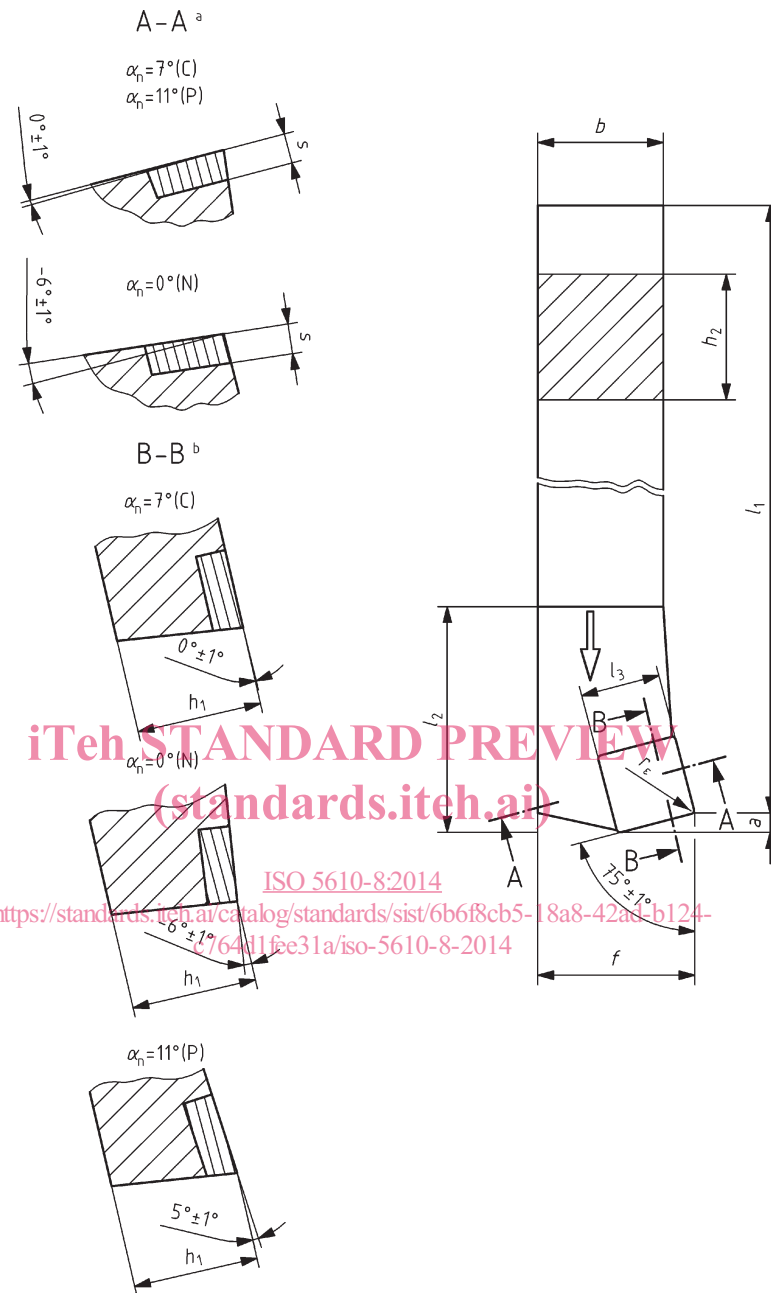 A-A ᵃ
αₙ=7°(C)
αₙ=11°(P)
0°±1°
s
αₙ=0°(N)
-6°±1°
s
B-B ᵇ
αₙ=7°(C)
0°±1°
h₁
αₙ=0°(N)
-6°±1°
h₁
αₙ=11°(P)
5°±1°
h₁
b
h₂
l₁
l₂
l₃
B
rε
A
a
A
B
75°±1°
f
iTeh STANDARD PREVIEW
(standards.iteh.ai)
ISO 5610-8:2014
https://standards.iteh.ai/catalog/standards/sist/6b6f8cb5-18a8-42ad-b124-
c764d1fee31a/iso-5610-8-2014